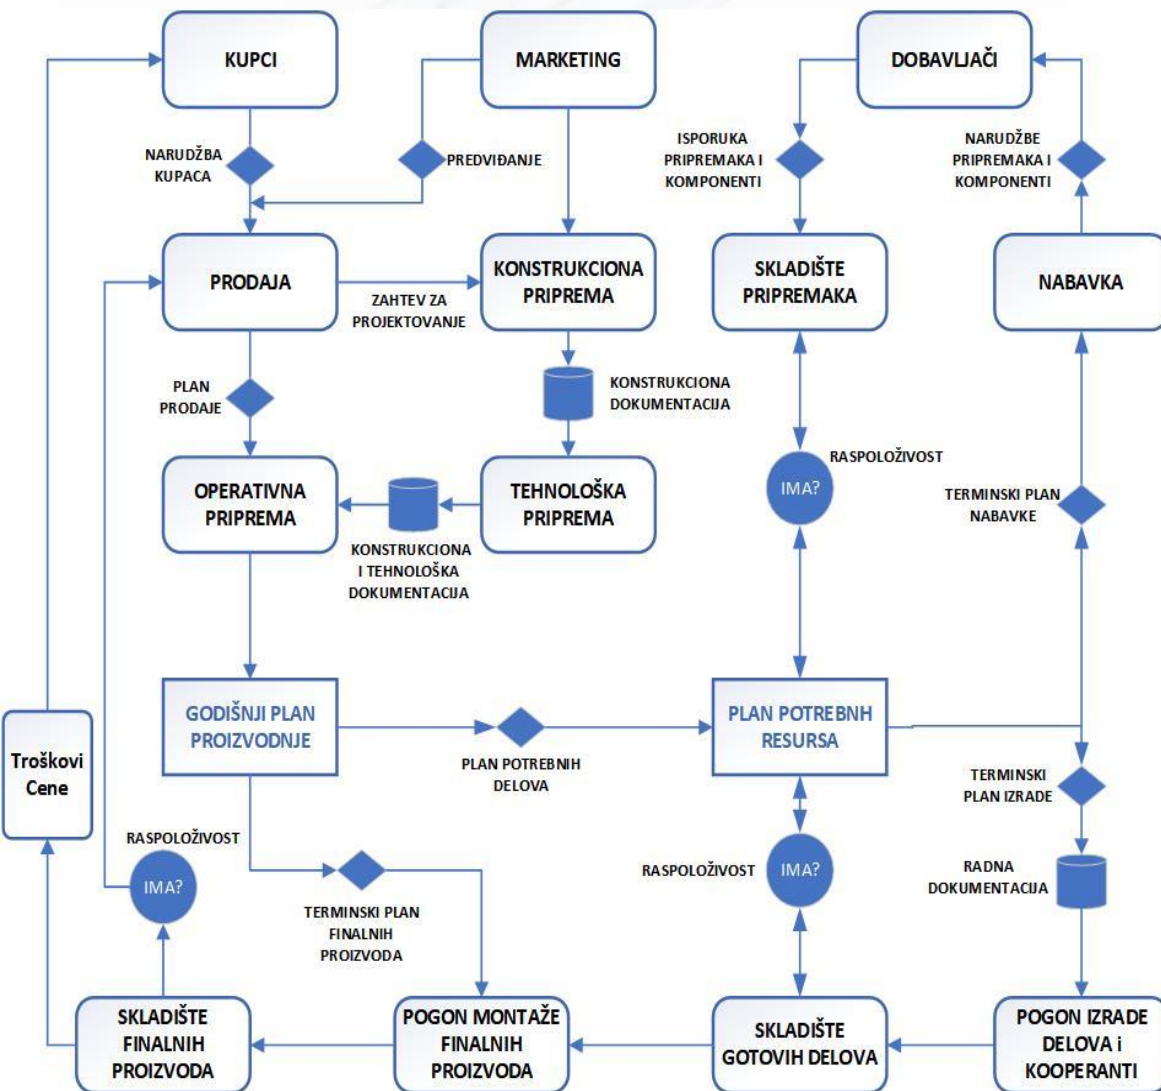 KUPCI
MARKETING
DOBAVLJAČI
NARUDŽBA
KUPACA
PREDVIĐANJE
ISPORUKA
PRIPREMAKA I
KOMPONENTI
NARUDŽBE
PRIPREMAKA I
KOMPONENTI
PRODAJA
KONSTRUKCIONA
PRIPREMA
SKLADIŠTE
PRIPREMAKA
NABAVKA
ZAHTEV ZA
PROJEKTOVANJE
PLAN
PRODAJE
KONSTRUKCIONA
DOKUMENTACIJA
OPERATIVNA
PRIPREMA
TEHNOLOŠKA
PRIPREMA
RASPOLOŽIVOST
IMA?
TERMINSKI PLAN
NABAVKE
KONSTRUKCIONA
I TEHNOLOŠKA
DOKUMENTACIJA
GODIŠNJI PLAN
PROIZVODNJE
PLAN POTREBNH
RESURSA
Troškovi
Cene
PLAN POTREBNIH
DELOVA
TERMINSKI
PLAN IZRADE
RASPOLOŽIVOST
IMA?
RASPOLOŽIVOST
IMA?
RADNA
DOKUMENTACIJA
TERMINSKI PLAN
FINALNIH
PROIZVODA
SKLADIŠTE
FINALNIH
PROIZVODA
POGON MONTAŽE
FINALNIH
PROIZVODA
SKLADIŠTE
GOTOVIH DELOVA
POGON IZRADE
DELOVA i
KOOPERANTI